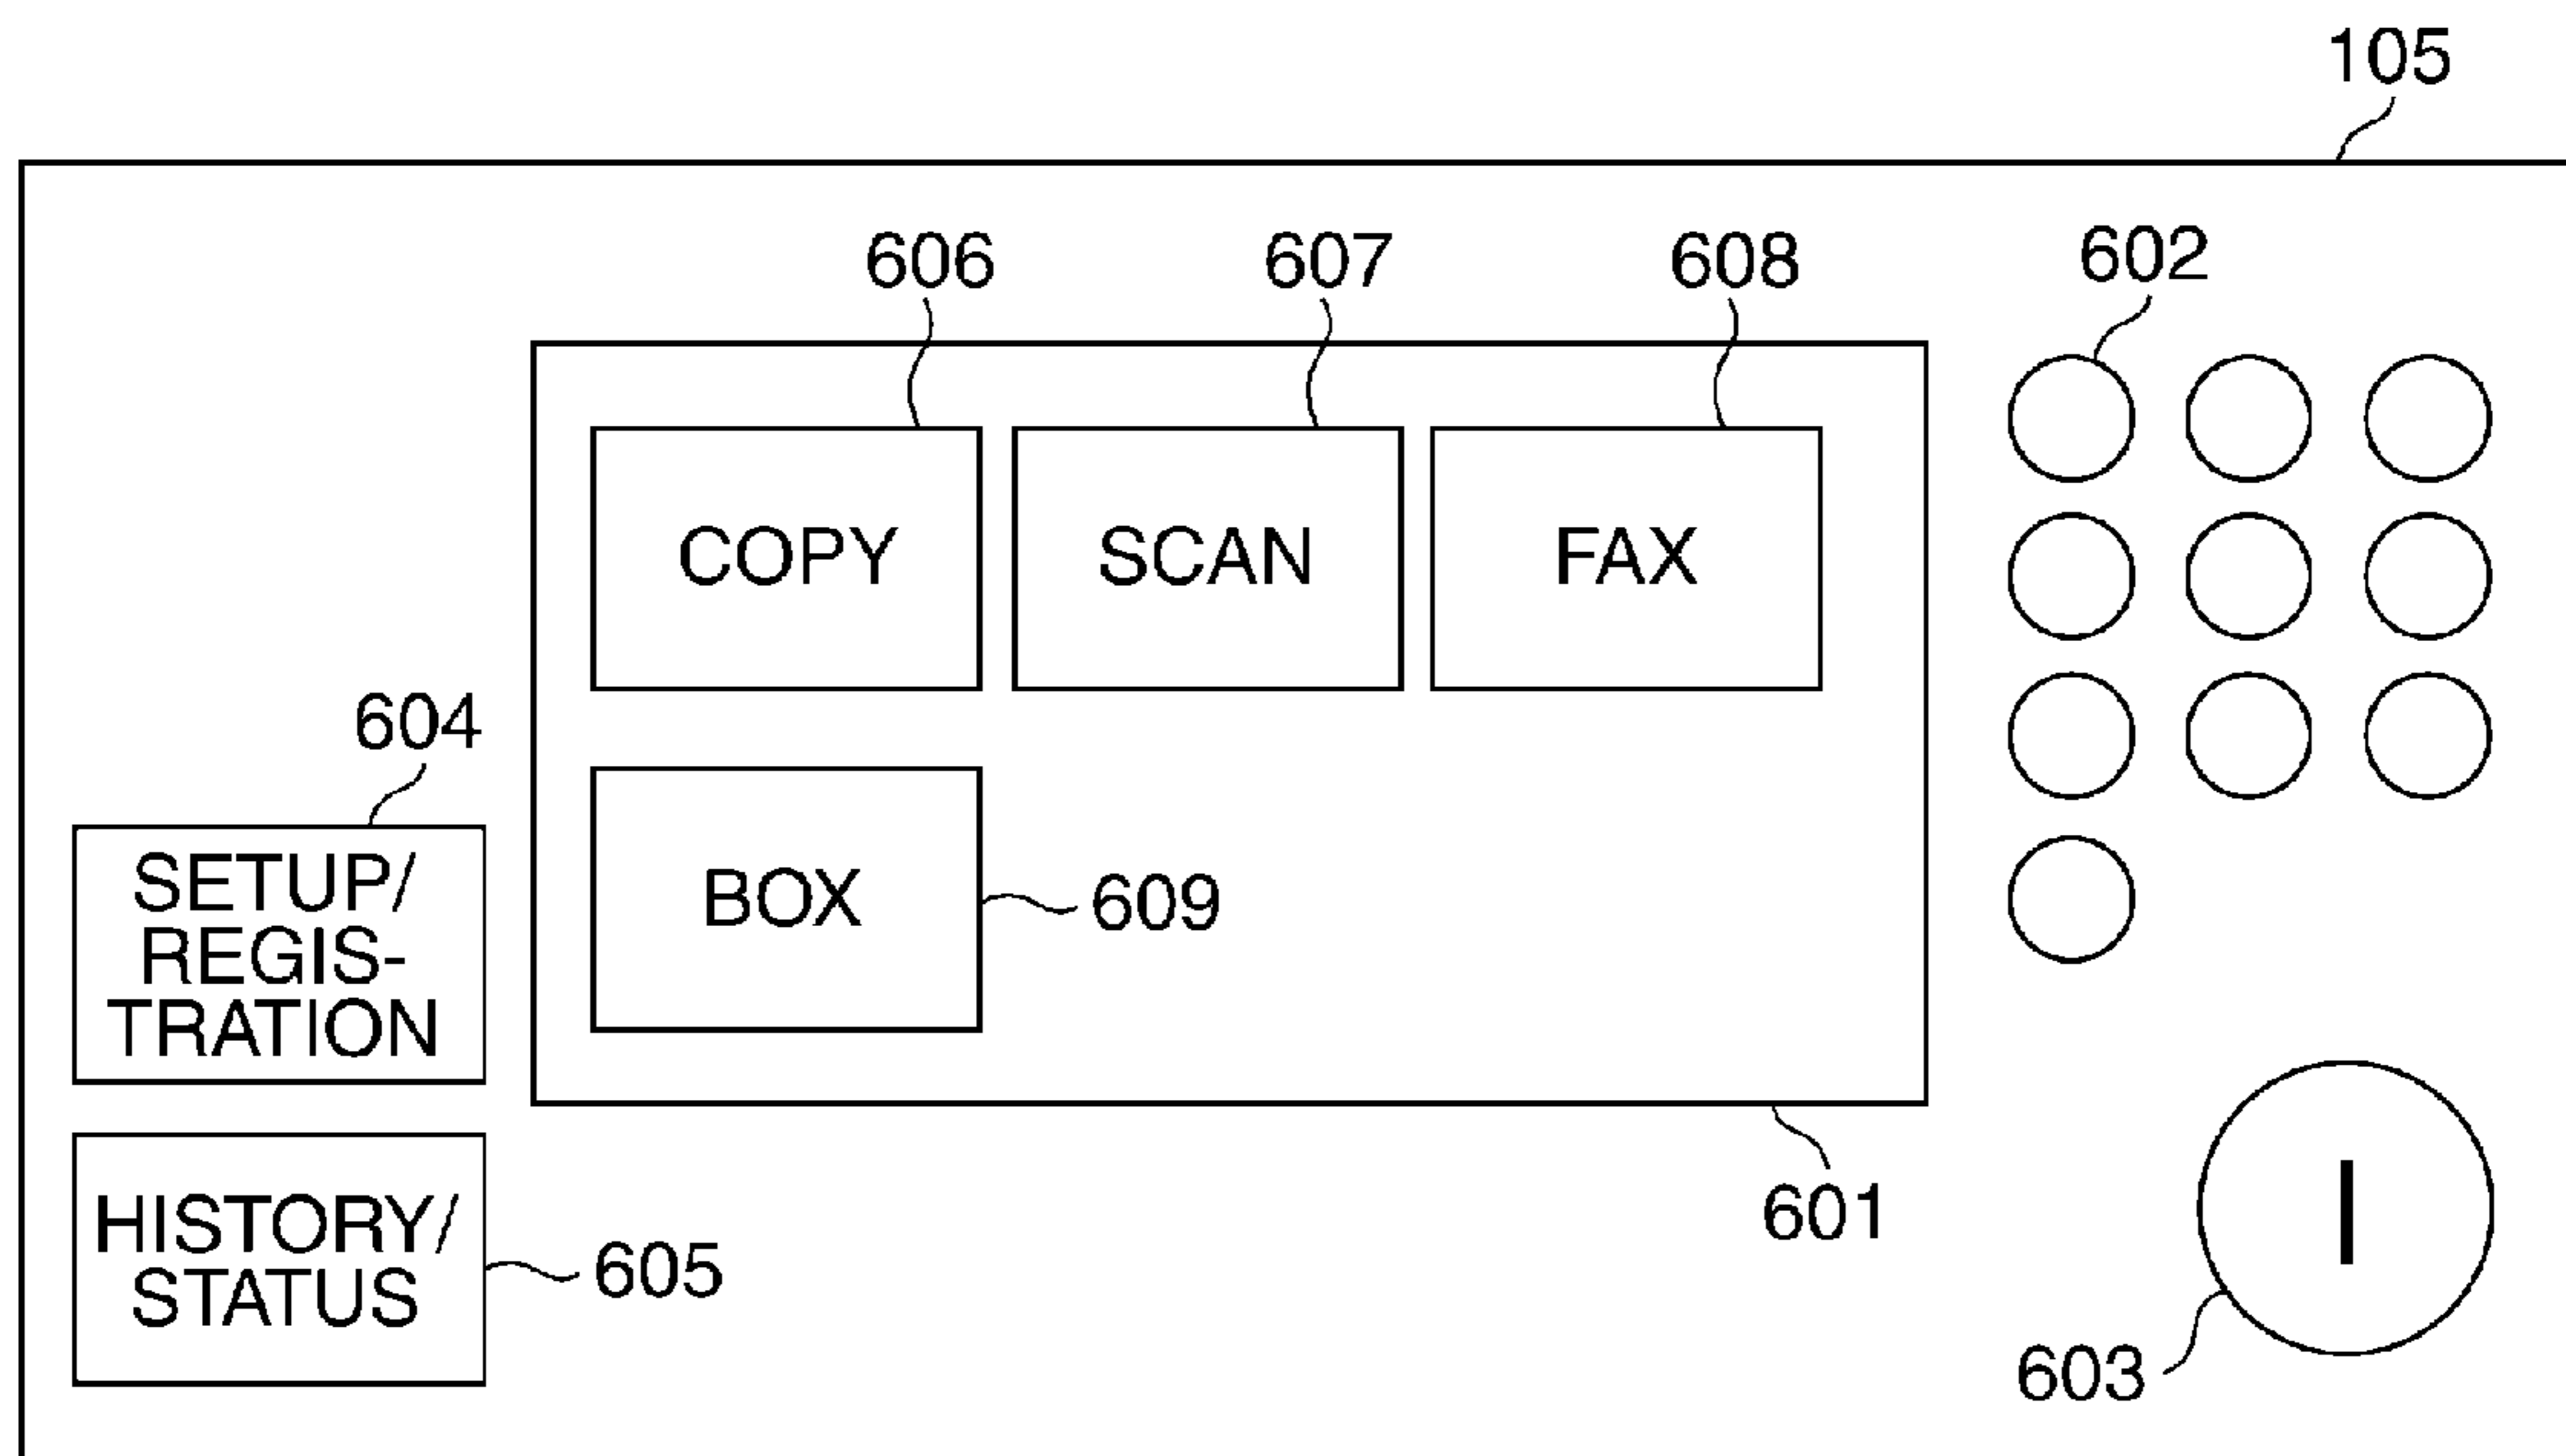 105
606
607
608
602
COPY
SCAN
FAX
604
SETUP/
REGIS-
TRATION
BOX
609
HISTORY/
STATUS
605
601
I
603